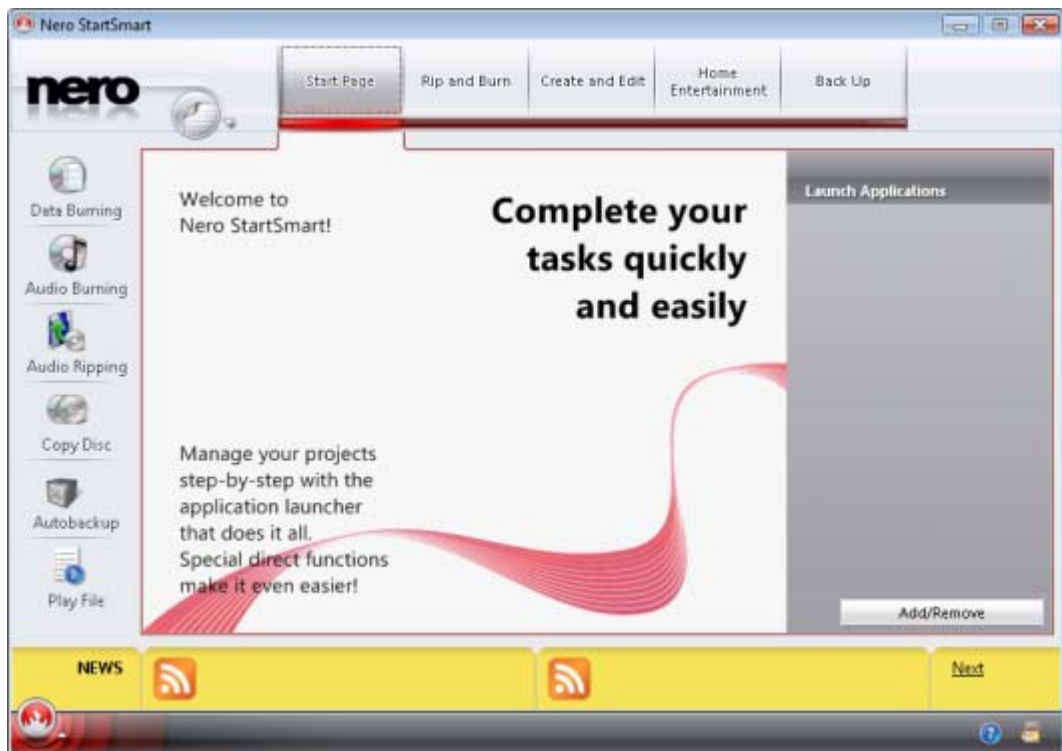 Nero StartSmart
nero
Start Page
Rip and Burn
Create and Edit
Home
Entertainment
Back Up
Data Burning
Audio Burning
Audio Ripping
Copy Disc
Autobackup
Play File
Welcome to
Nero StartSmart!
Complete your
tasks quickly
and easily
Manage your projects
step-by-step with the
application launcher
that does it all.
Special direct functions
make it even easier!
Launch Applications
Add/Remove
NEWS
Next